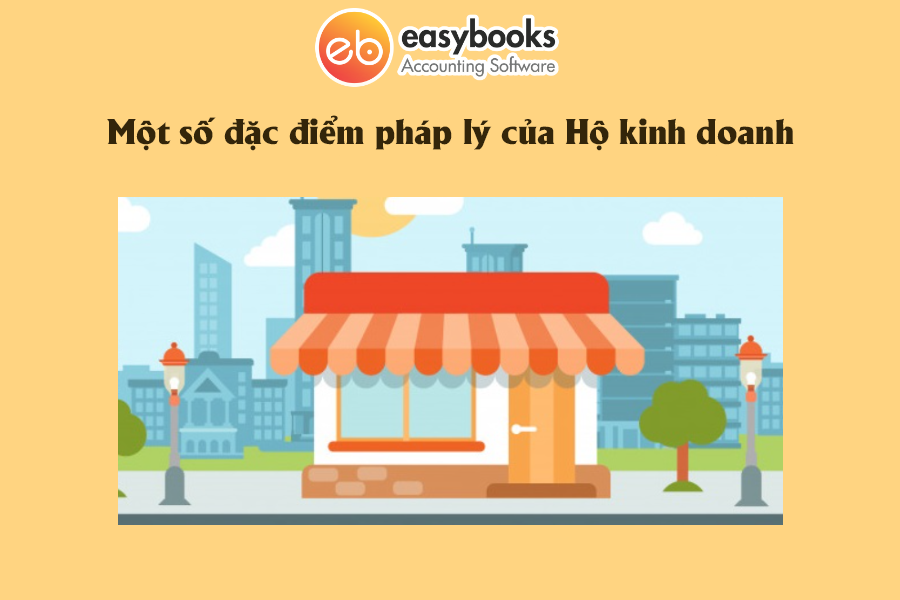 eb easybooks
Accounting Software
Một số đặc điểm pháp lý của Hộ kinh doanh